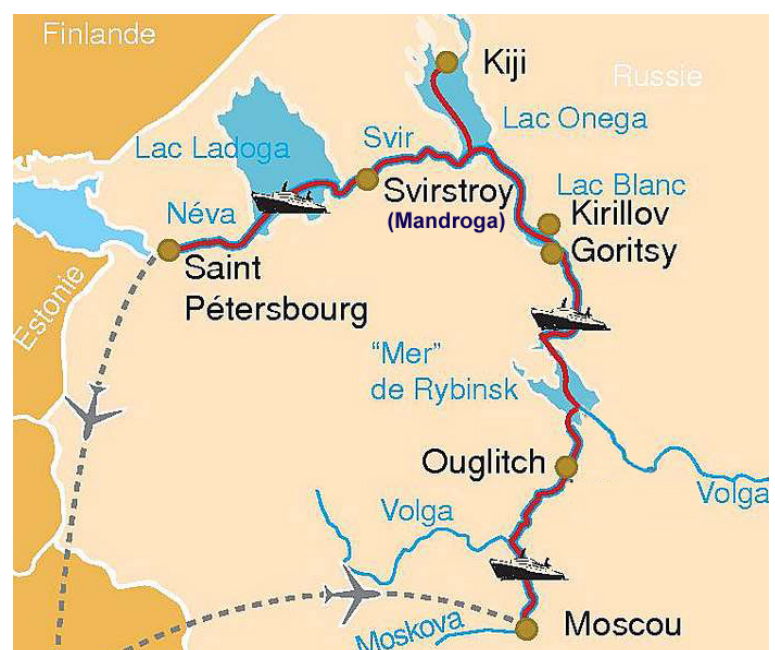 Finlande
Kiji
Russie
Lac Onega
Svir
Lac Ladoga
Svirstroy
(Mandroga)
Lac Blanc
Kirillov
Goritsy
Néva
Saint
Pétersbourg
Estonie
"Mer"
de Rybinsk
Ouglitch
Volga
Volga
Moscou
Moskova